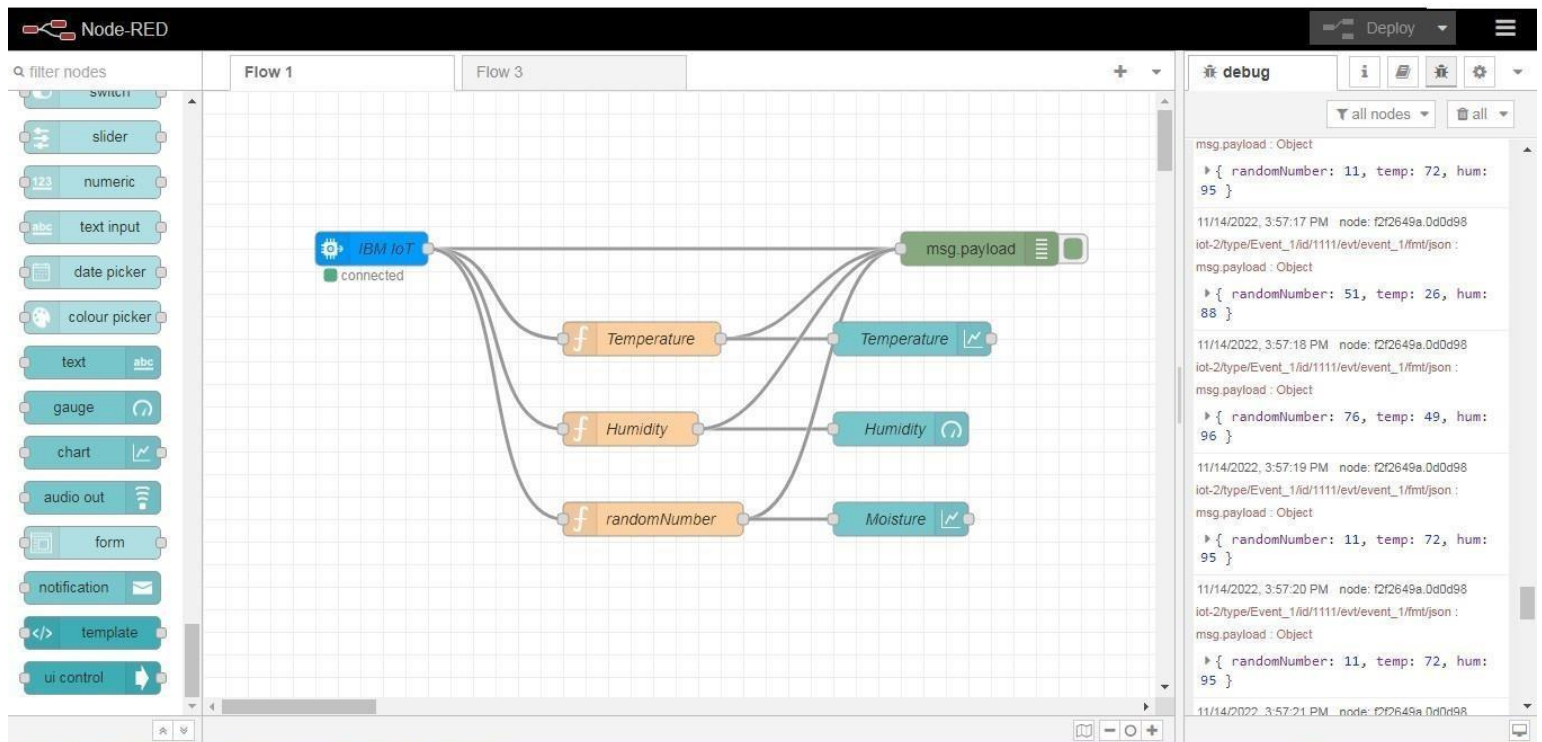 Node-RED
Deploy
filter nodes
Flow 1
Flow 3
debug
i
all nodes
all
switch
slider
123 numeric
abc text input
date picker
colour picker
text abc
gauge
chart
audio out
form
notification
</> template
ui control
IBM IoT
connected
msg.payload
f Temperature
Temperature
f Humidity
Humidity
f randomNumber
Moisture
msg.payload : Object
{ randomNumber: 11, temp: 72, hum:
95 }
11/14/2022, 3:57:17 PM node: f2f2649a.0d0d98
iot-2/type/Event_1/id/1111/evt/event_1/fmt/json :
msg.payload : Object
{ randomNumber: 51, temp: 26, hum:
88 }
11/14/2022, 3:57:18 PM node: f2f2649a.0d0d98
iot-2/type/Event_1/id/1111/evt/event_1/fmt/json :
msg.payload : Object
{ randomNumber: 76, temp: 49, hum:
96 }
11/14/2022, 3:57:19 PM node: f2f2649a.0d0d98
iot-2/type/Event_1/id/1111/evt/event_1/fmt/json :
msg.payload : Object
{ randomNumber: 11, temp: 72, hum:
95 }
11/14/2022, 3:57:20 PM node: f2f2649a.0d0d98
iot-2/type/Event_1/id/1111/evt/event_1/fmt/json :
msg.payload : Object
{ randomNumber: 11, temp: 72, hum:
95 }
11/14/2022, 3:57:21 PM node: f2f2649a.0d0d98